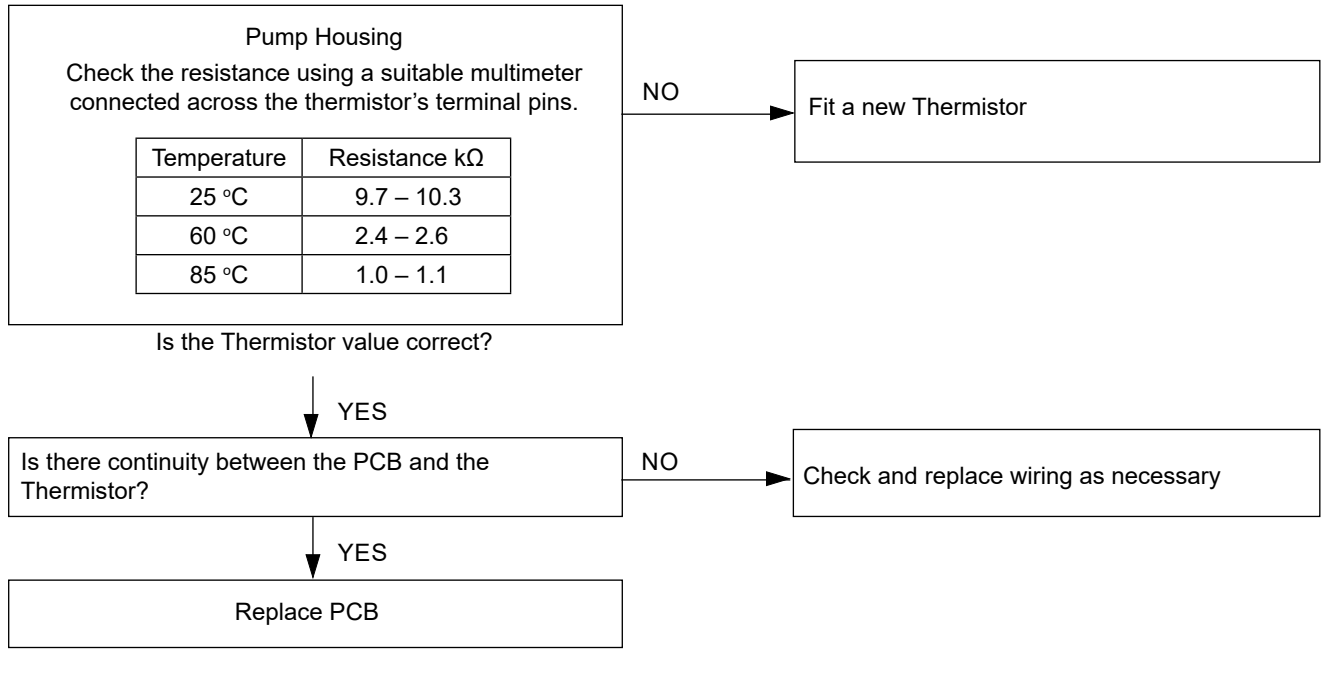 Pump Housing
Check the resistance using a suitable multimeter
connected across the thermistor's terminal pins.
NO
Fit a new Thermistor
Temperature Resistance kΩ
25 °C 9.7 – 10.3
60 °C 2.4 – 2.6
85 °C 1.0 – 1.1
Is the Thermistor value correct?
YES
Is there continuity between the PCB and the
Thermistor?
NO
Check and replace wiring as necessary
YES
Replace PCB